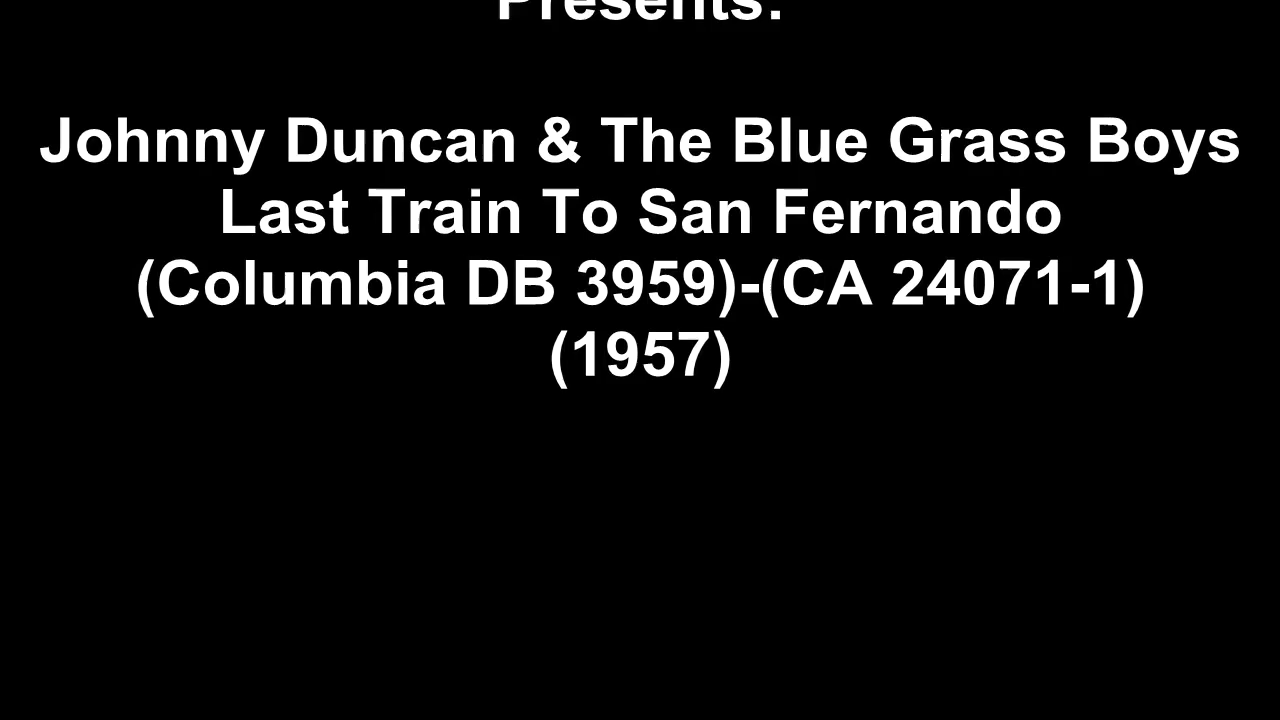 Presents:
Johnny Duncan & The Blue Grass Boys
Last Train To San Fernando
(Columbia DB 3959)-(CA 24071-1)
(1957)